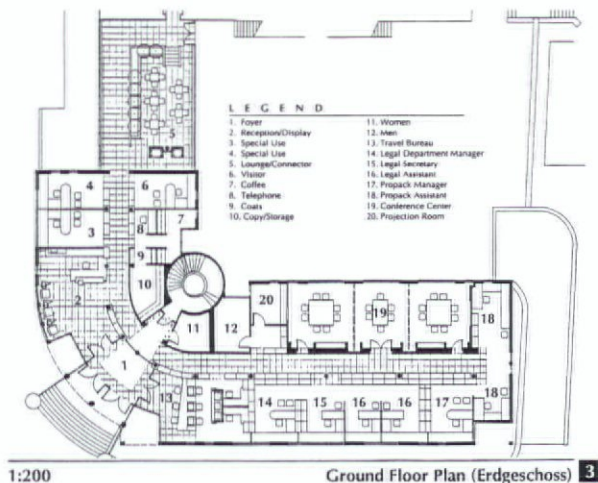 LEGEND
1. Foyer
2. Reception/Display
3. Special Use
4. Special Use
5. Lounge/Connector
6. Visitor
7. Coffee
8. Telephone
9. Coats
10. Copy/Storage
11. Women
12. Men
13. Travel Bureau
14. Legal Department Manager
15. Legal Secretary
16. Legal Assistant
17. Propack Manager
18. Propack Assistant
19. Conference Center
20. Projection Room
5
4
6
8
7
3
9
10
2
20
19
18
11
12
1
13
14
15
16
16
17
18
1:200
Ground Floor Plan (Erdgeschoss) 3